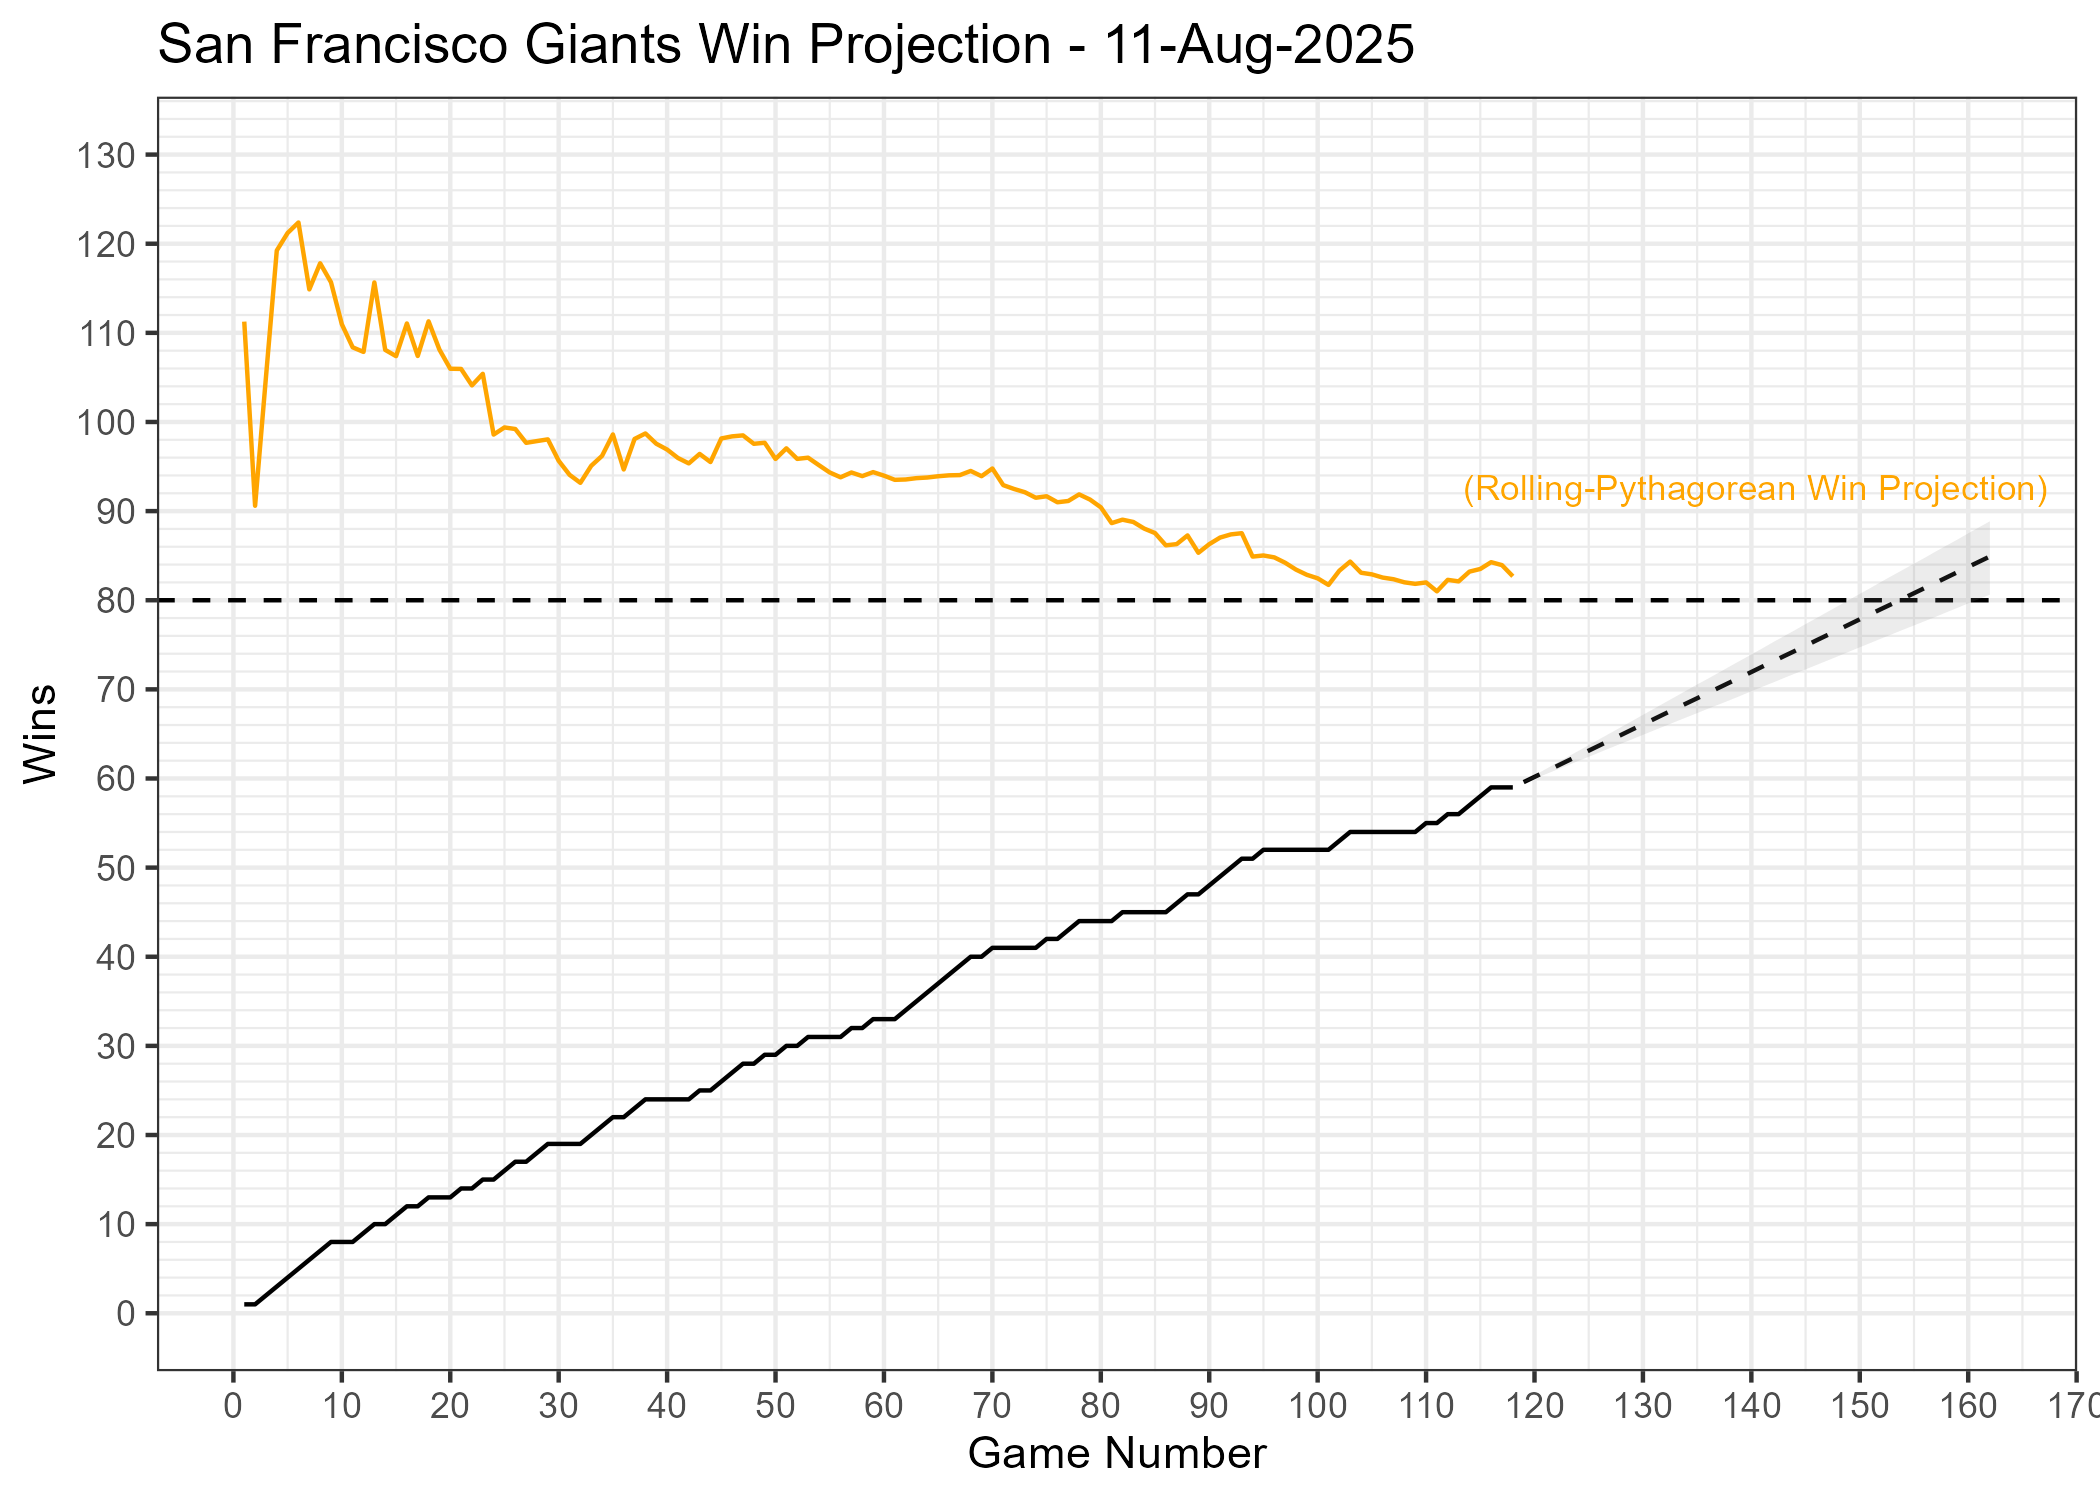 San Francisco Giants Win Projection - 11-Aug-2025
130
120
110
100
90
80
70
60
50
40
30
20
10
0
Wins
(Rolling-Pythagorean Win Projection)
0 10 20 30 40 50 60 70 80 90 100 110 120 130 140 150 160 170
Game Number